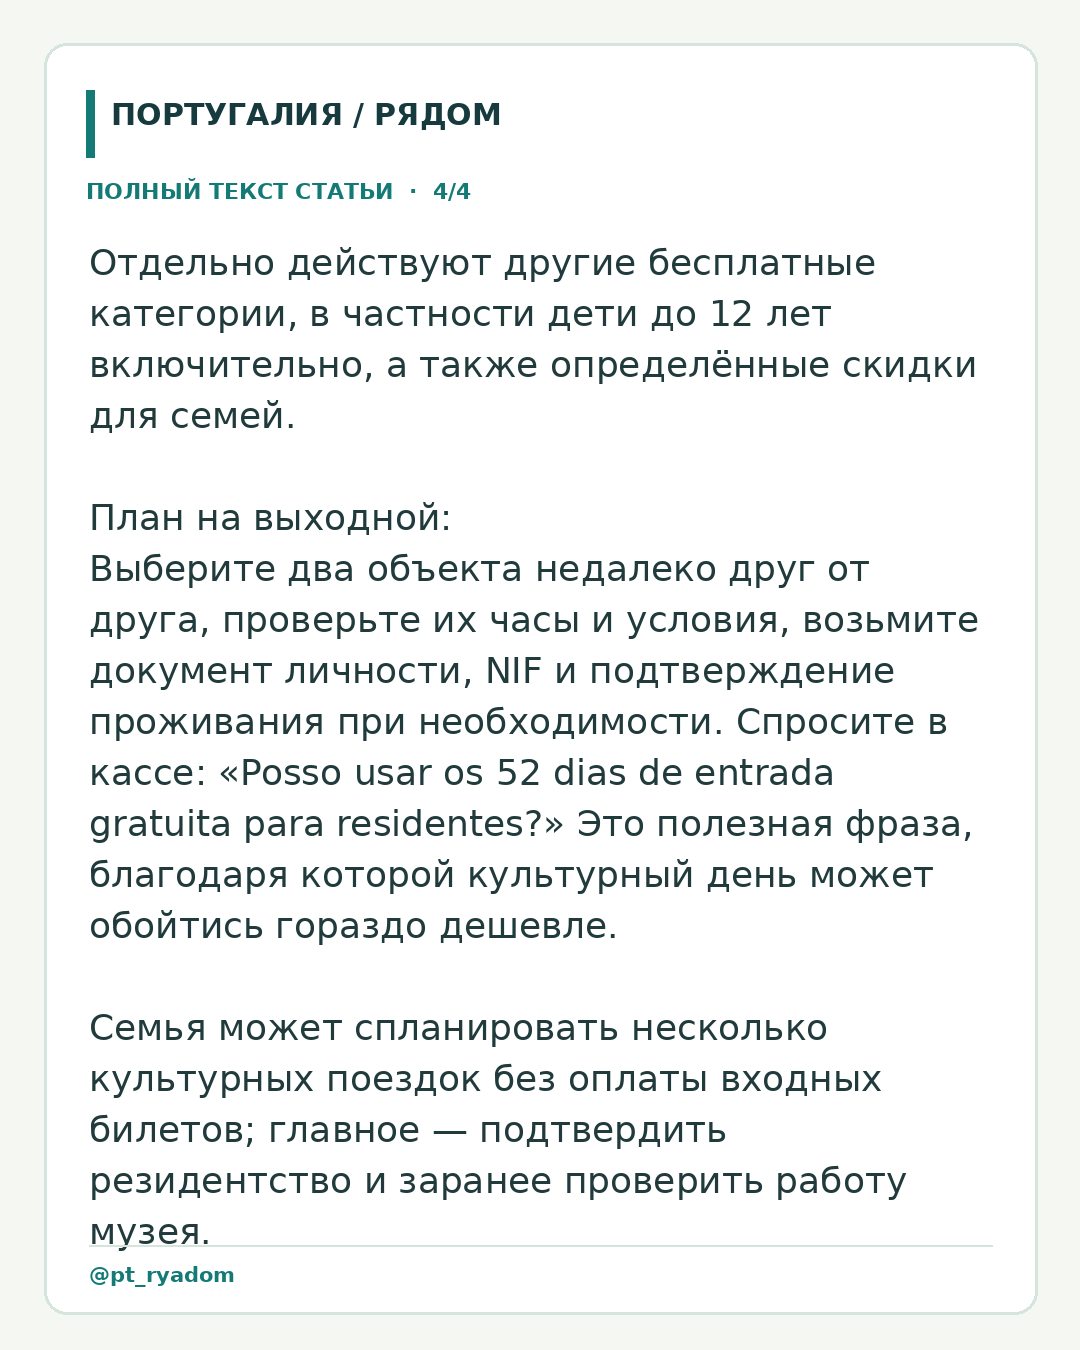 ПОРТУГАЛИЯ / РЯДОМ
ПОЛНЫЙ ТЕКСТ СТАТЬИ · 4/4
Отдельно действуют другие бесплатные
категории, в частности дети до 12 лет
включительно, а также определённые скидки
для семей.
План на выходной:
Выберите два объекта недалеко друг от
друга, проверьте их часы и условия, возьмите
документ личности, NIF и подтверждение
проживания при необходимости. Спросите в
кассе: «Posso usar os 52 dias de entrada
gratuita para residentes?» Это полезная фраза,
благодаря которой культурный день может
обойтись гораздо дешевле.
Семья может спланировать несколько
культурных поездок без оплаты входных
билетов; главное — подтвердить
резидентство и заранее проверить работу
музея.
@pt_ryadom